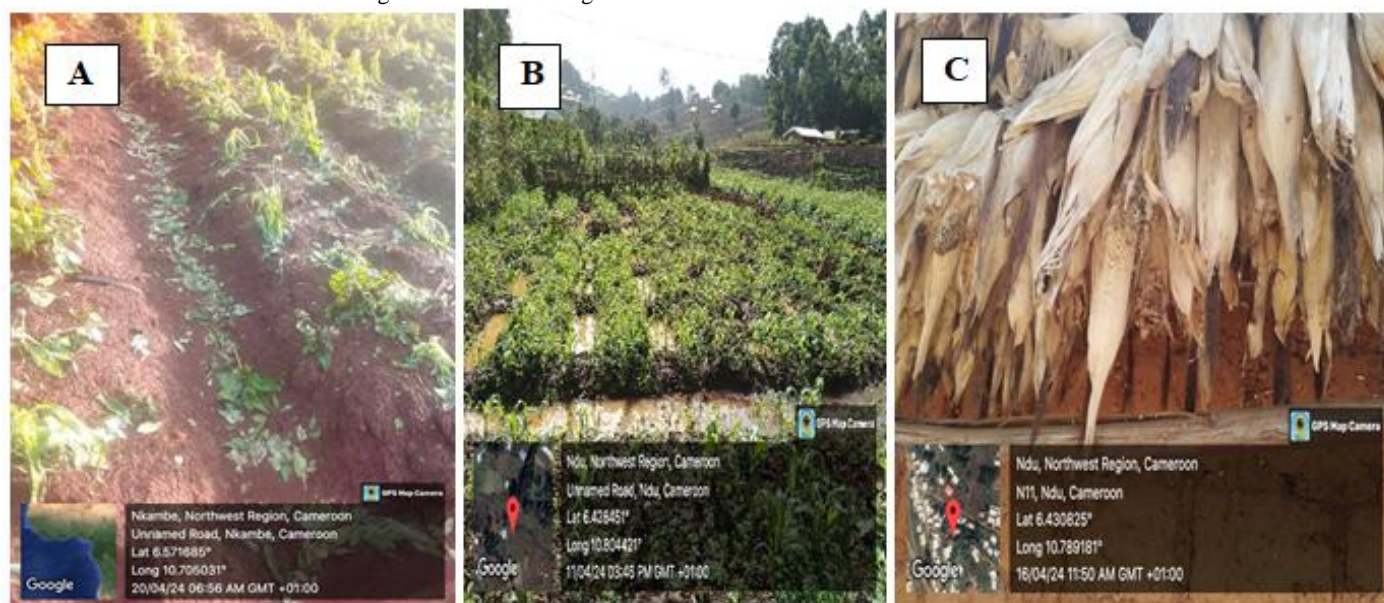 A
GPS Map Camera
Nkambe, Northwest Region, Cameroon
Unnamed Road, Nkambe, Cameroon
Lat 6.571685°
Long 10.705031°
20/04/24 06:56 AM GMT +01:00
Google
B
GPS Map Camera
Ndu, Northwest Region, Cameroon
Unnamed Road, Ndu, Cameroon
Lat 6.428451°
Long 10.804421°
11/04/24 03:45 PM GMT +01:00
Google
C
GPS Map Camera
Ndu, Northwest Region, Cameroon
N11, Ndu, Cameroon
Lat 6.430825°
Long 10.789181°
16/04/24 11:50 AM GMT +01:00
Google